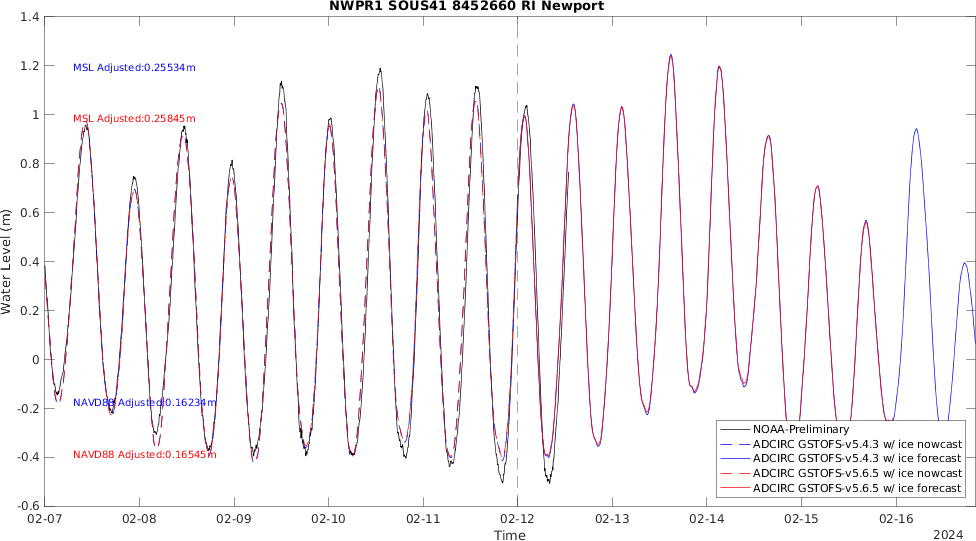 NWPR1 SOUS41 8452660 RI Newport
Water Level (m)
1.4
1.2
1
0.8
0.6
0.4
0.2
0
-0.2
-0.4
-0.6
MSL Adjusted:0.25534m
MSL Adjusted:0.25845m
NAVD88 Adjusted:0.16234m
NAVD88 Adjusted:0.16545m
NOAA-Preliminary
ADCIRC GSTOFS-v5.4.3 w/ ice nowcast
ADCIRC GSTOFS-v5.4.3 w/ ice forecast
ADCIRC GSTOFS-v5.6.5 w/ ice nowcast
ADCIRC GSTOFS-v5.6.5 w/ ice forecast
02-07 02-08 02-09 02-10 02-11 02-12 02-13 02-14 02-15 02-16
Time
2024